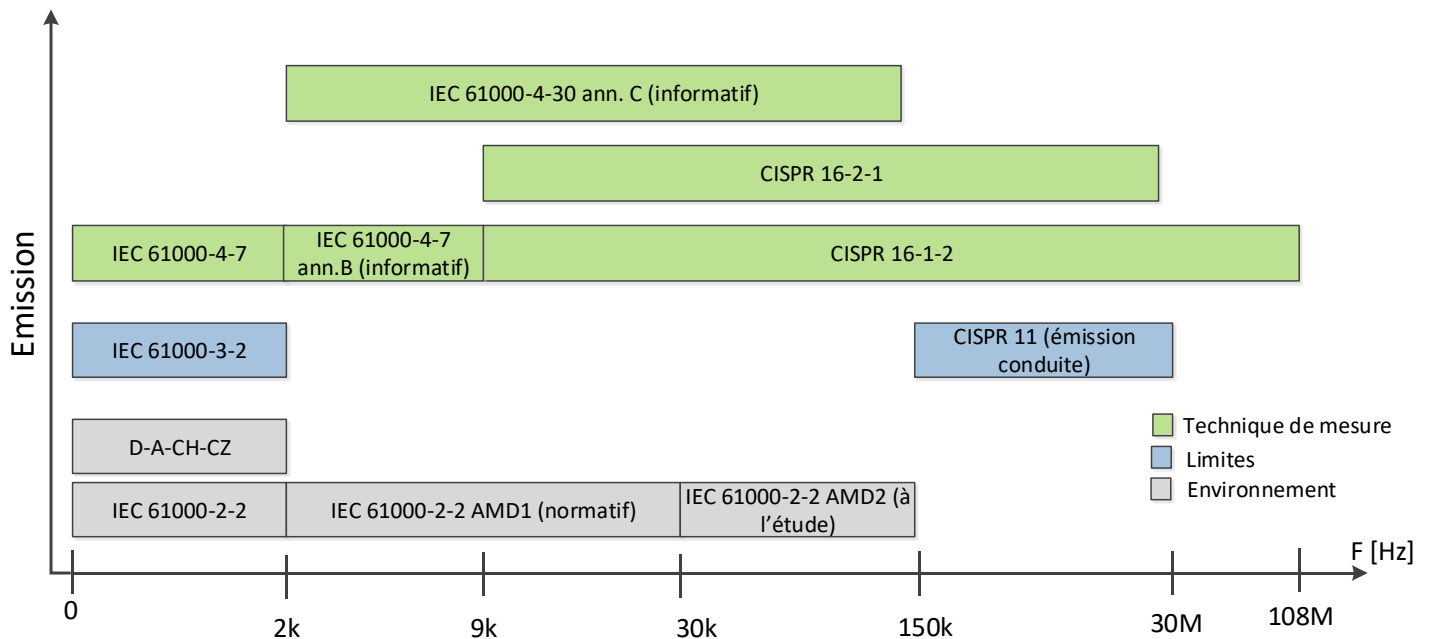 IEC 61000-4-30 ann. C (informatif)
CISPR 16-2-1
IEC 61000-4-7
IEC 61000-4-7
ann.B (informatif)
CISPR 16-1-2
Emission
IEC 61000-3-2
CISPR 11 (émission
conduite)
D-A-CH-CZ
Technique de mesure
Limites
Environnement
IEC 61000-2-2
IEC 61000-2-2 AMD1 (normatif)
IEC 61000-2-2 AMD2 (à
l’étude)
F [Hz]
0
2k
9k
30k
150k
30M
108M